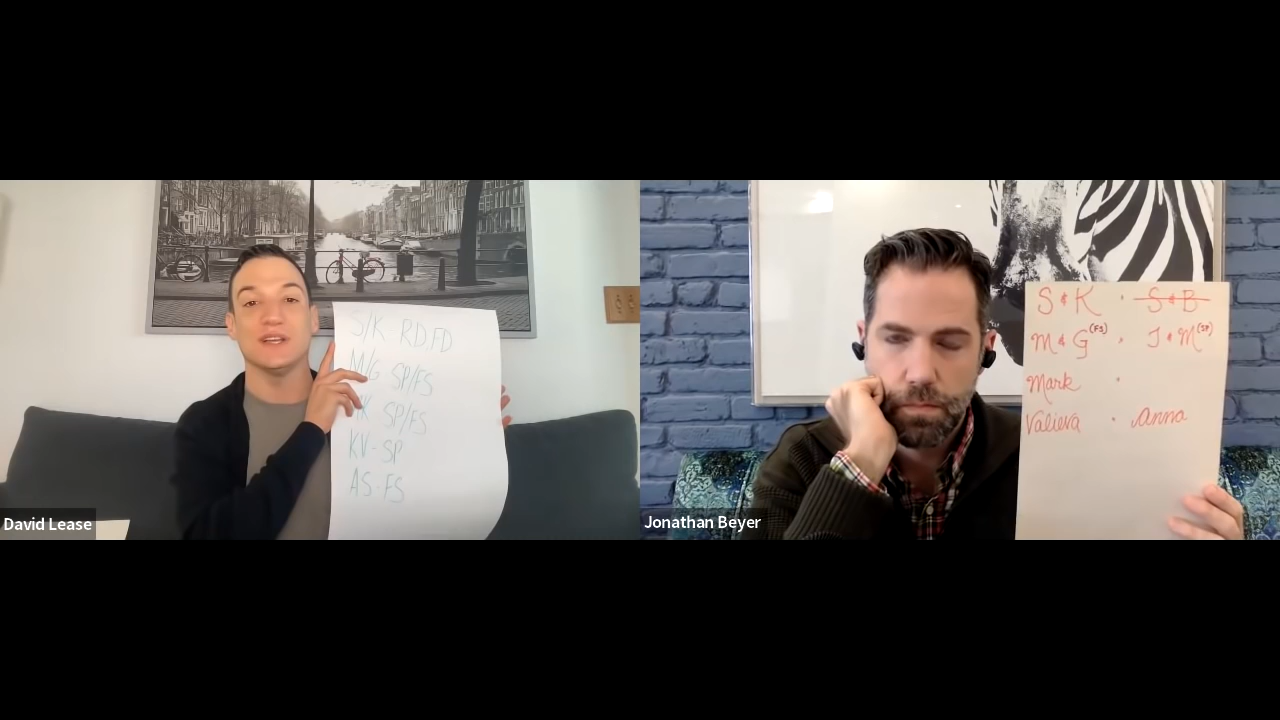 S/K RD FD
M/G SP/FS
K SP/FS
KV-SP
AS-FS
David Lease
S & K · S & B
M & G (FS) · J & M (SP)
Mark ·
Valieva · Anna
Jonathan Beyer